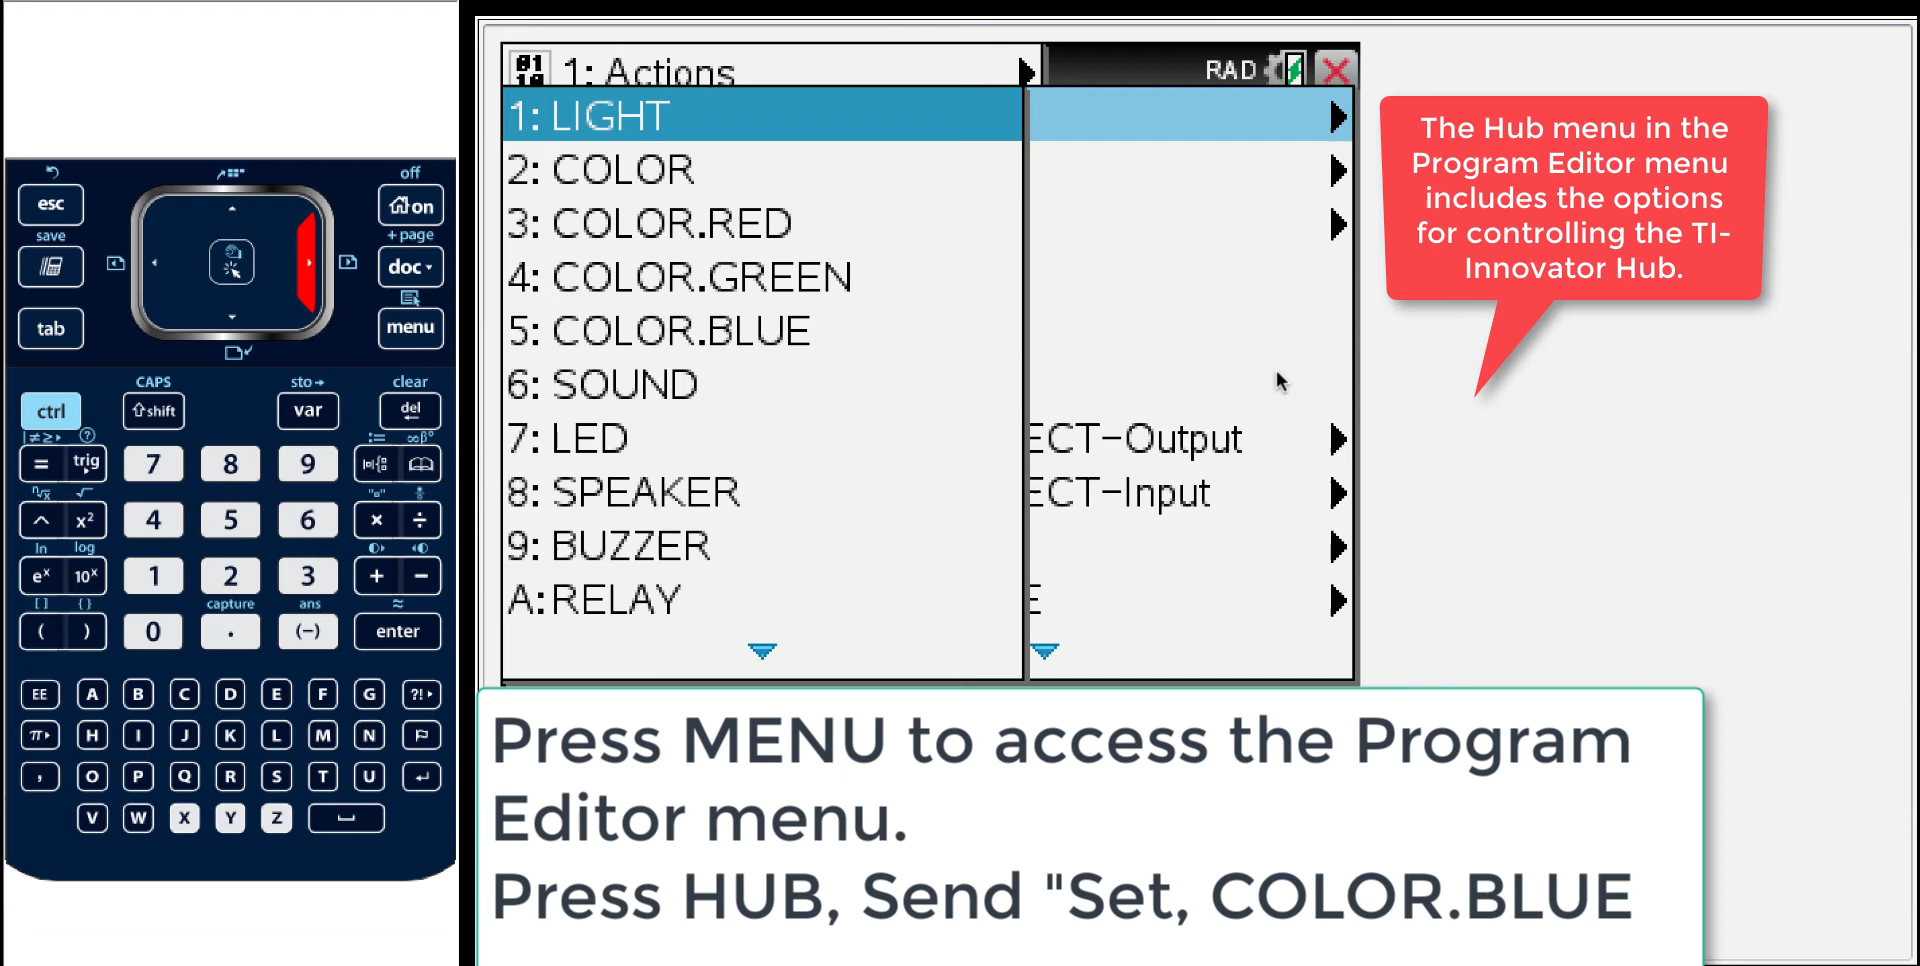 1: Actions
RAD
1: LIGHT
2: COLOR
3: COLOR.RED
4: COLOR.GREEN
5: COLOR.BLUE
6: SOUND
7: LED
8: SPEAKER
9: BUZZER
A: RELAY
ECT-Output
ECT-Input
E
The Hub menu in the
Program Editor menu
includes the options
for controlling the TI-
Innovator Hub.
Press MENU to access the Program
Editor menu.
Press HUB, Send "Set, COLOR.BLUE
off
esc
on
save
+ page
doc
tab
menu
CAPS
sto→
clear
ctrl
⇧shift
var
del
= trig 7 8 9
^ x² 4 5 6 × ÷
ln log
eˣ 10ˣ 1 2 3 + −
[ ] { } capture ans ≈
( ) 0 . (−) enter
EE A B C D E F G ?!▸
π▸ H I J K L M N
, O P Q R S T U ↵
V W X Y Z